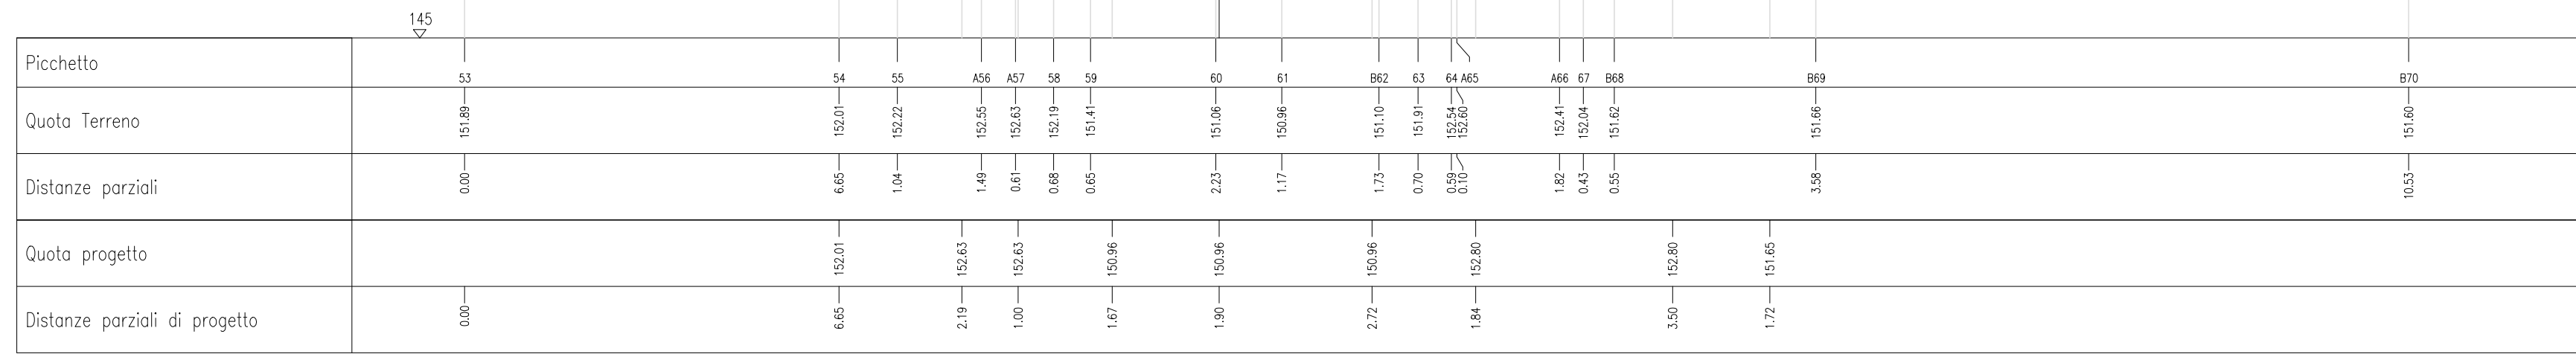 145
Picchetto 53 54 55 A56 A57 58 59 60 61 B62 63 64 A65 A66 67 B68 B69 B70
Quota Terreno 151.89 152.01 152.22 152.55 152.63 152.19 151.41 151.06 150.96 151.10 151.91 152.54 152.60 152.41 152.04 151.62 151.66 151.60
Distanze parziali 0.00 6.65 1.04 1.49 0.61 0.68 0.65 2.23 1.17 1.73 0.70 0.59 0.10 1.82 0.43 0.55 3.58 10.53
Quota progetto 152.01 152.63 152.63 150.96 150.96 150.96 152.80 152.80 151.65
Distanze parziali di progetto 0.00 6.65 2.19 1.00 1.67 1.90 2.72 1.84 3.50 1.72